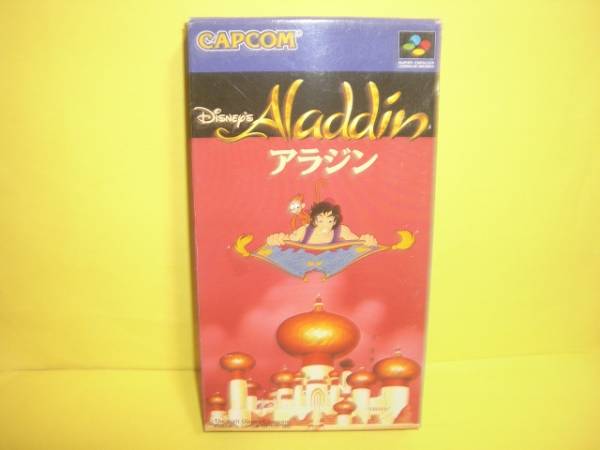 CAPCOM
DISNEY'S Aladdin
アラジン